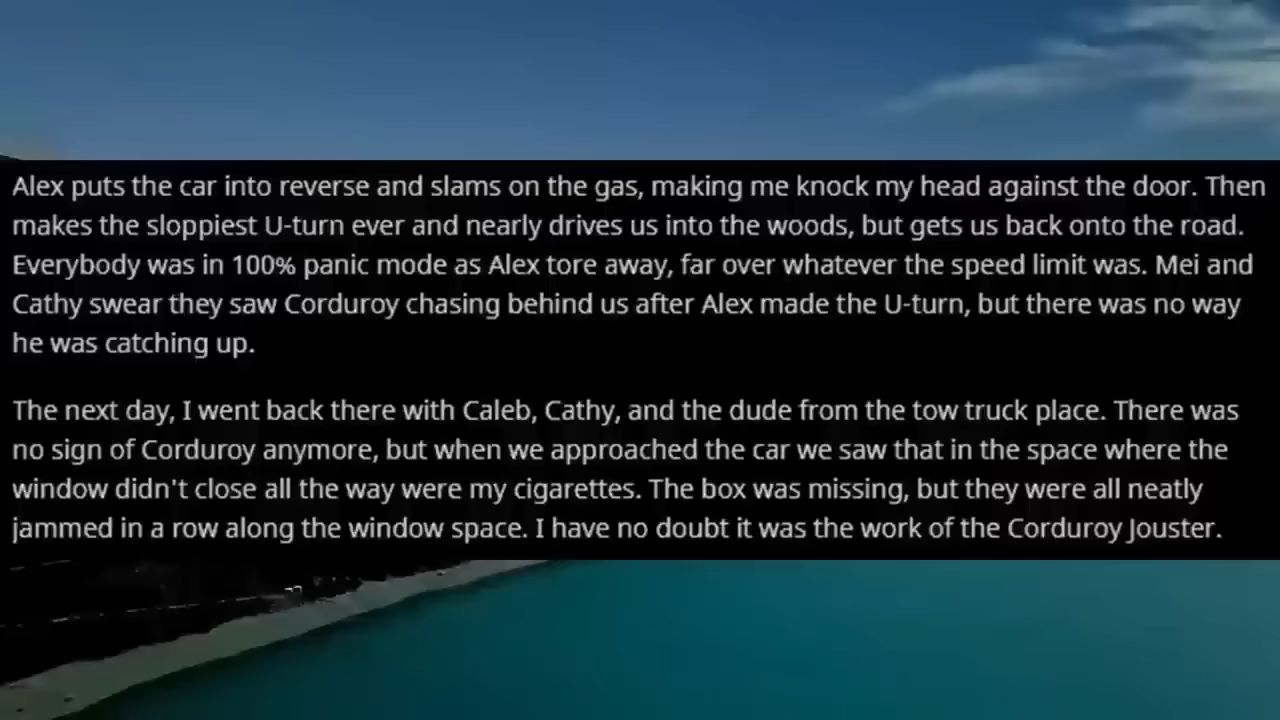 Alex puts the car into reverse and slams on the gas, making me knock my head against the door. Then
makes the sloppiest U-turn ever and nearly drives us into the woods, but gets us back onto the road.
Everybody was in 100% panic mode as Alex tore away, far over whatever the speed limit was. Mei and
Cathy swear they saw Corduroy chasing behind us after Alex made the U-turn, but there was no way
he was catching up.
The next day, I went back there with Caleb, Cathy, and the dude from the tow truck place. There was
no sign of Corduroy anymore, but when we approached the car we saw that in the space where the
window didn't close all the way were my cigarettes. The box was missing, but they were all neatly
jammed in a row along the window space. I have no doubt it was the work of the Corduroy Jouster.